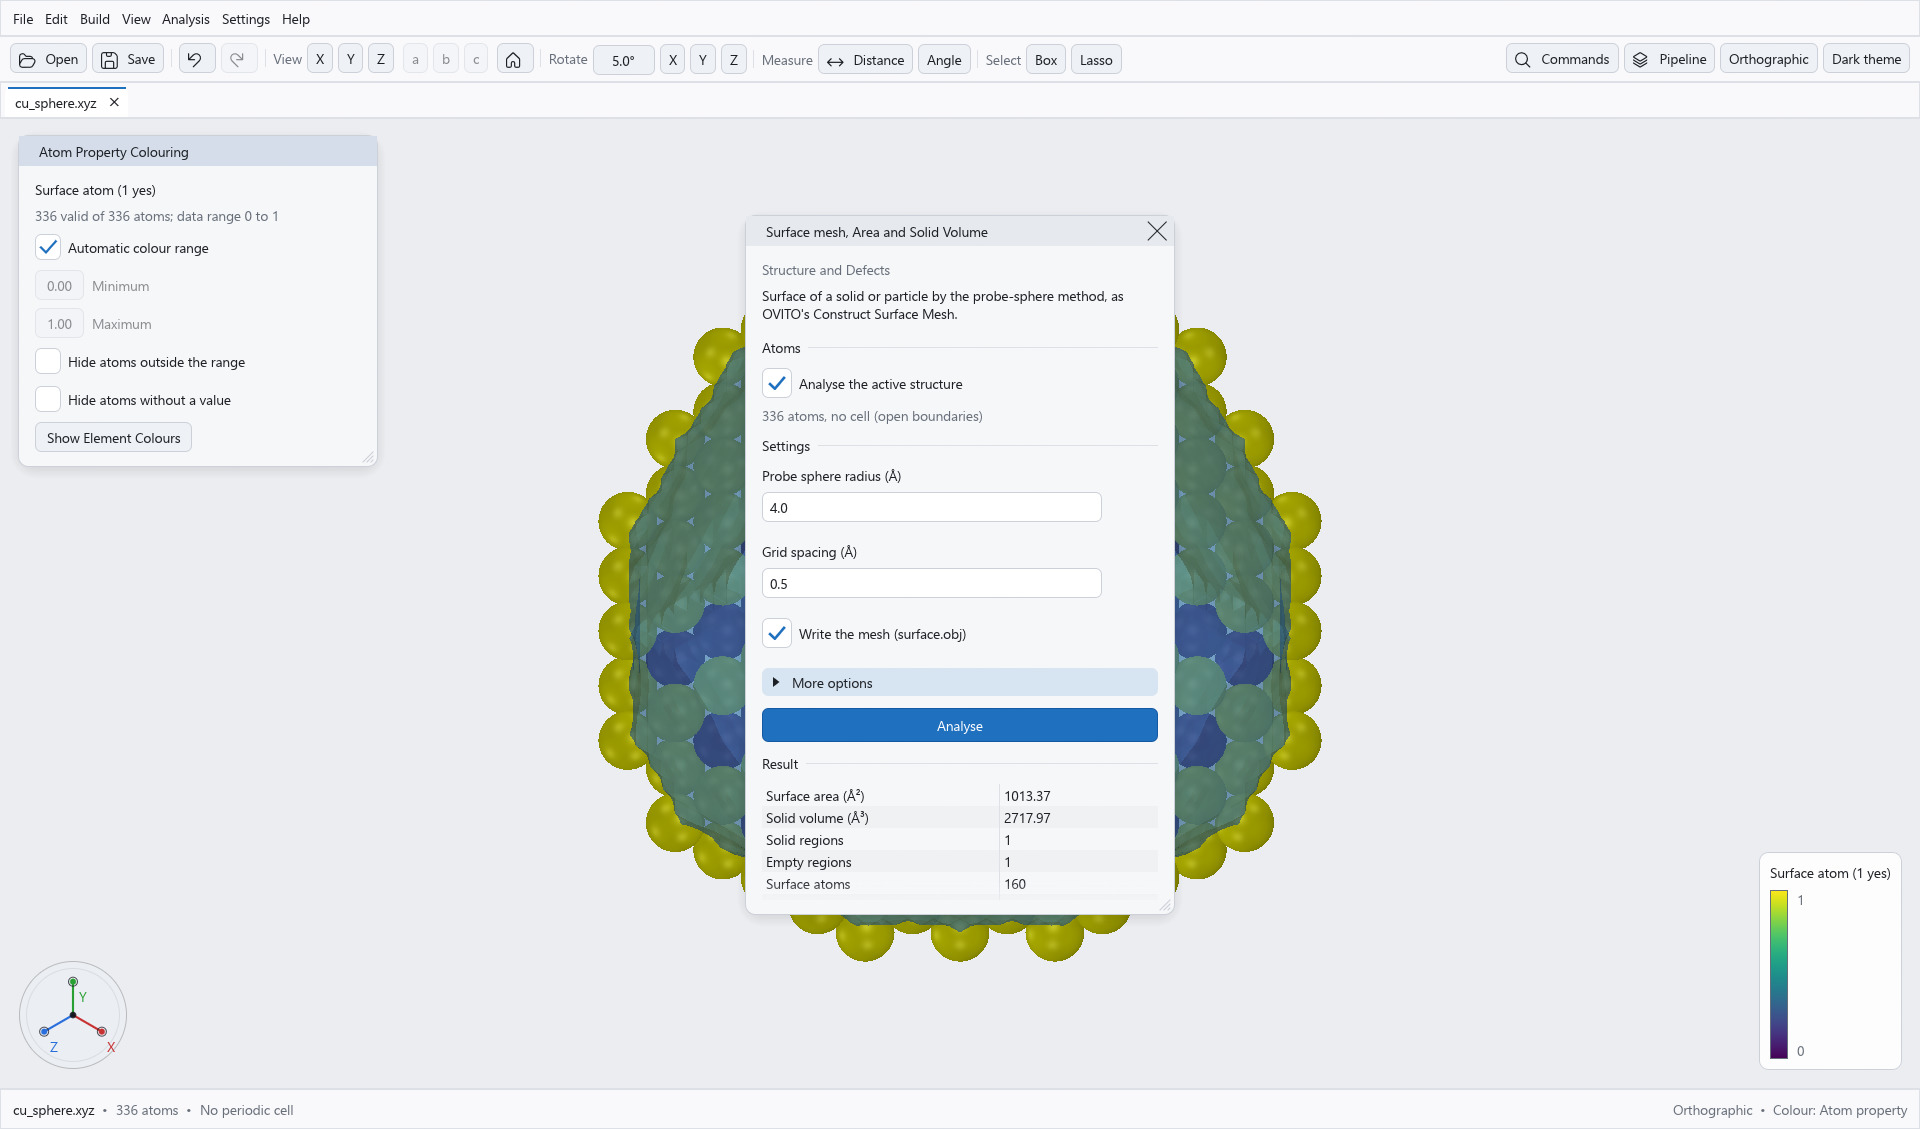 File Edit Build View Analysis Settings Help
Open Save View X Y Z a b c Rotate 5.0° X Y Z Measure Distance Angle Select Box Lasso Commands Pipeline Orthographic Dark theme
cu_sphere.xyz
Atom Property Colouring
Surface atom (1 yes)
336 valid of 336 atoms; data range 0 to 1
Automatic colour range
0.00 Minimum
1.00 Maximum
Hide atoms outside the range
Hide atoms without a value
Show Element Colours
Surface mesh, Area and Solid Volume
Structure and Defects
Surface of a solid or particle by the probe-sphere method, as
OVITO's Construct Surface Mesh.
Atoms
Analyse the active structure
336 atoms, no cell (open boundaries)
Settings
Probe sphere radius (Å)
4.0
Grid spacing (Å)
0.5
Write the mesh (surface.obj)
More options
Analyse
Result
Surface area (Å²) 1013.37
Solid volume (Å³) 2717.97
Solid regions 1
Empty regions 1
Surface atoms 160
Surface atom (1 yes)
1
0
Y
Z X
cu_sphere.xyz • 336 atoms • No periodic cell
Orthographic • Colour: Atom property